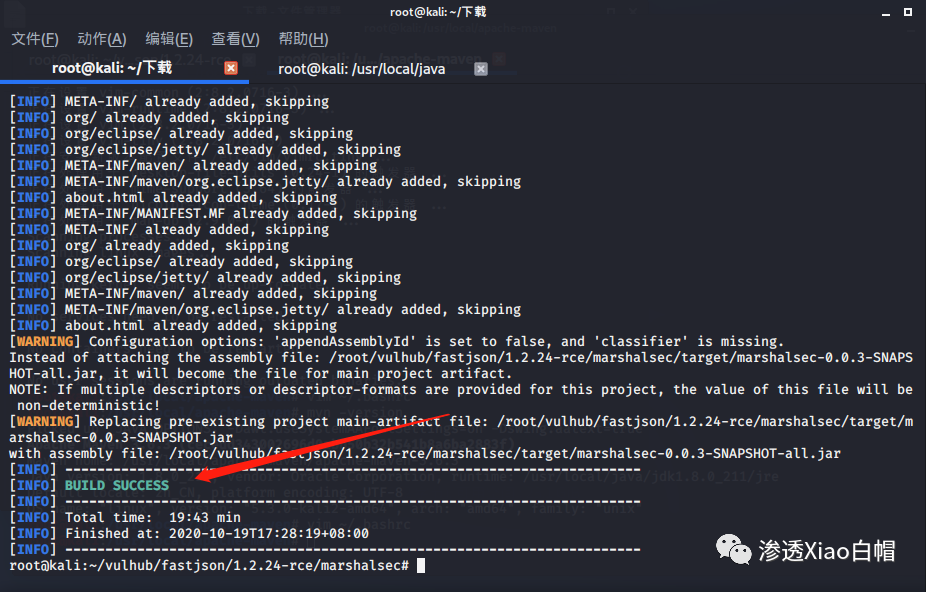 root@kali: ~/下载
文件(F) 动作(A) 编辑(E) 查看(V) 帮助(H)
root@kali: ~/下载 root@kali: /usr/local/java
[INFO] META-INF/ already added, skipping
[INFO] org/ already added, skipping
[INFO] org/eclipse/ already added, skipping
[INFO] org/eclipse/jetty/ already added, skipping
[INFO] META-INF/maven/ already added, skipping
[INFO] META-INF/maven/org.eclipse.jetty/ already added, skipping
[INFO] about.html already added, skipping
[INFO] META-INF/MANIFEST.MF already added, skipping
[INFO] META-INF/ already added, skipping
[INFO] org/ already added, skipping
[INFO] org/eclipse/ already added, skipping
[INFO] org/eclipse/jetty/ already added, skipping
[INFO] META-INF/maven/ already added, skipping
[INFO] META-INF/maven/org.eclipse.jetty/ already added, skipping
[INFO] about.html already added, skipping
[WARNING] Configuration options: 'appendAssemblyId' is set to false, and 'classifier' is missing.
Instead of attaching the assembly file: /root/vulhub/fastjson/1.2.24-rce/marshalsec/target/marshalsec-0.0.3-SNAPS
HOT-all.jar, it will become the file for main project artifact.
NOTE: If multiple descriptors or descriptor-formats are provided for this project, the value of this file will be
non-deterministic!
[WARNING] Replacing pre-existing project main-artifact file: /root/vulhub/fastjson/1.2.24-rce/marshalsec/target/m
arshalsec-0.0.3-SNAPSHOT.jar
with assembly file: /root/vulhub/fastjson/1.2.24-rce/marshalsec/target/marshalsec-0.0.3-SNAPSHOT-all.jar
[INFO] ------------------------------------------------------------------------
[INFO] BUILD SUCCESS
[INFO] ------------------------------------------------------------------------
[INFO] Total time:  19:43 min
[INFO] Finished at: 2020-10-19T17:28:19+08:00
[INFO] ------------------------------------------------------------------------
root@kali:~/vulhub/fastjson/1.2.24-rce/marshalsec#
渗透Xiao白帽